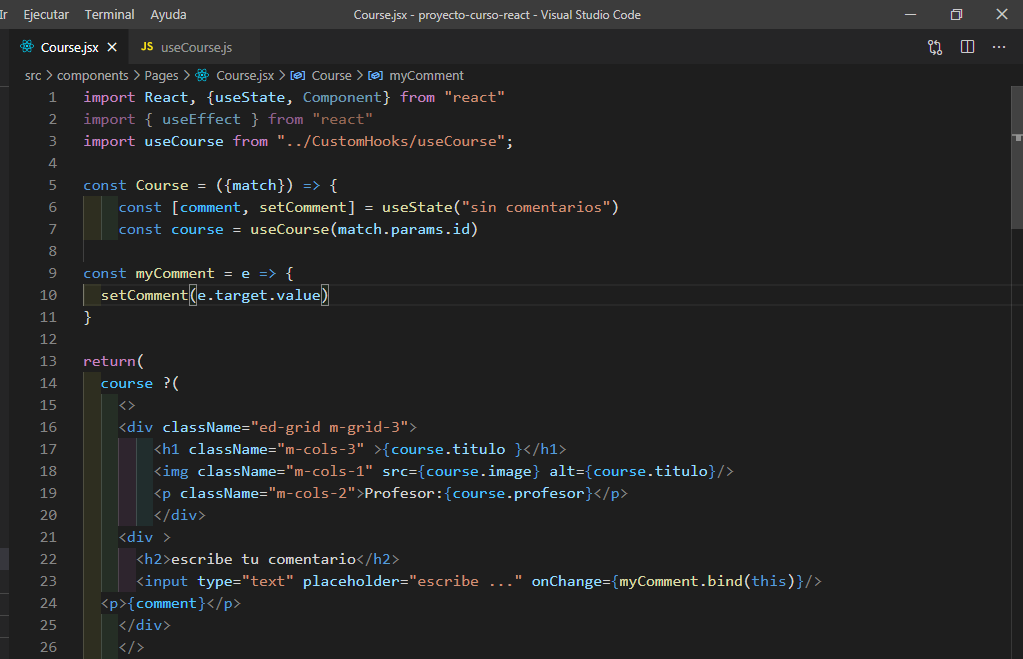 Ir Ejecutar Terminal Ayuda Course.jsx - proyecto-curso-react - Visual Studio Code
Course.jsx JS useCourse.js
src > components > Pages > Course.jsx > Course > myComment
1 import React, {useState, Component} from "react"
2 import { useEffect } from "react"
3 import useCourse from "../CustomHooks/useCourse";
4
5 const Course = ({match}) => {
6 const [comment, setComment] = useState("sin comentarios")
7 const course = useCourse(match.params.id)
8
9 const myComment = e => {
10 setComment(e.target.value)
11 }
12
13 return(
14 course ?(
15 <>
16 <div className="ed-grid m-grid-3">
17 <h1 className="m-cols-3" >{course.titulo }</h1>
18 <img className="m-cols-1" src={course.image} alt={course.titulo}/>
19 <p className="m-cols-2">Profesor:{course.profesor}</p>
20 </div>
21 <div >
22 <h2>escribe tu comentario</h2>
23 <input type="text" placeholder="escribe ..." onChange={myComment.bind(this)}/>
24 <p>{comment}</p>
25 </div>
26 </>